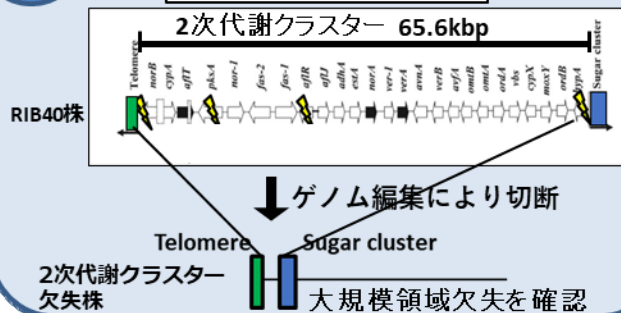 2次代謝クラスター 65.6kbp
Telomere norB cypA aflT pksA nor-1 fas-2 fas-1 aflR aflJ adhA estA norA ver-1 verA avnA verB avfA omtB omtA ordA vbs cypX moxY ordB hypA Sugar cluster
RIB40株
ゲノム編集により切断
Telomere Sugar cluster
2次代謝クラスター
欠失株
大規模領域欠失を確認